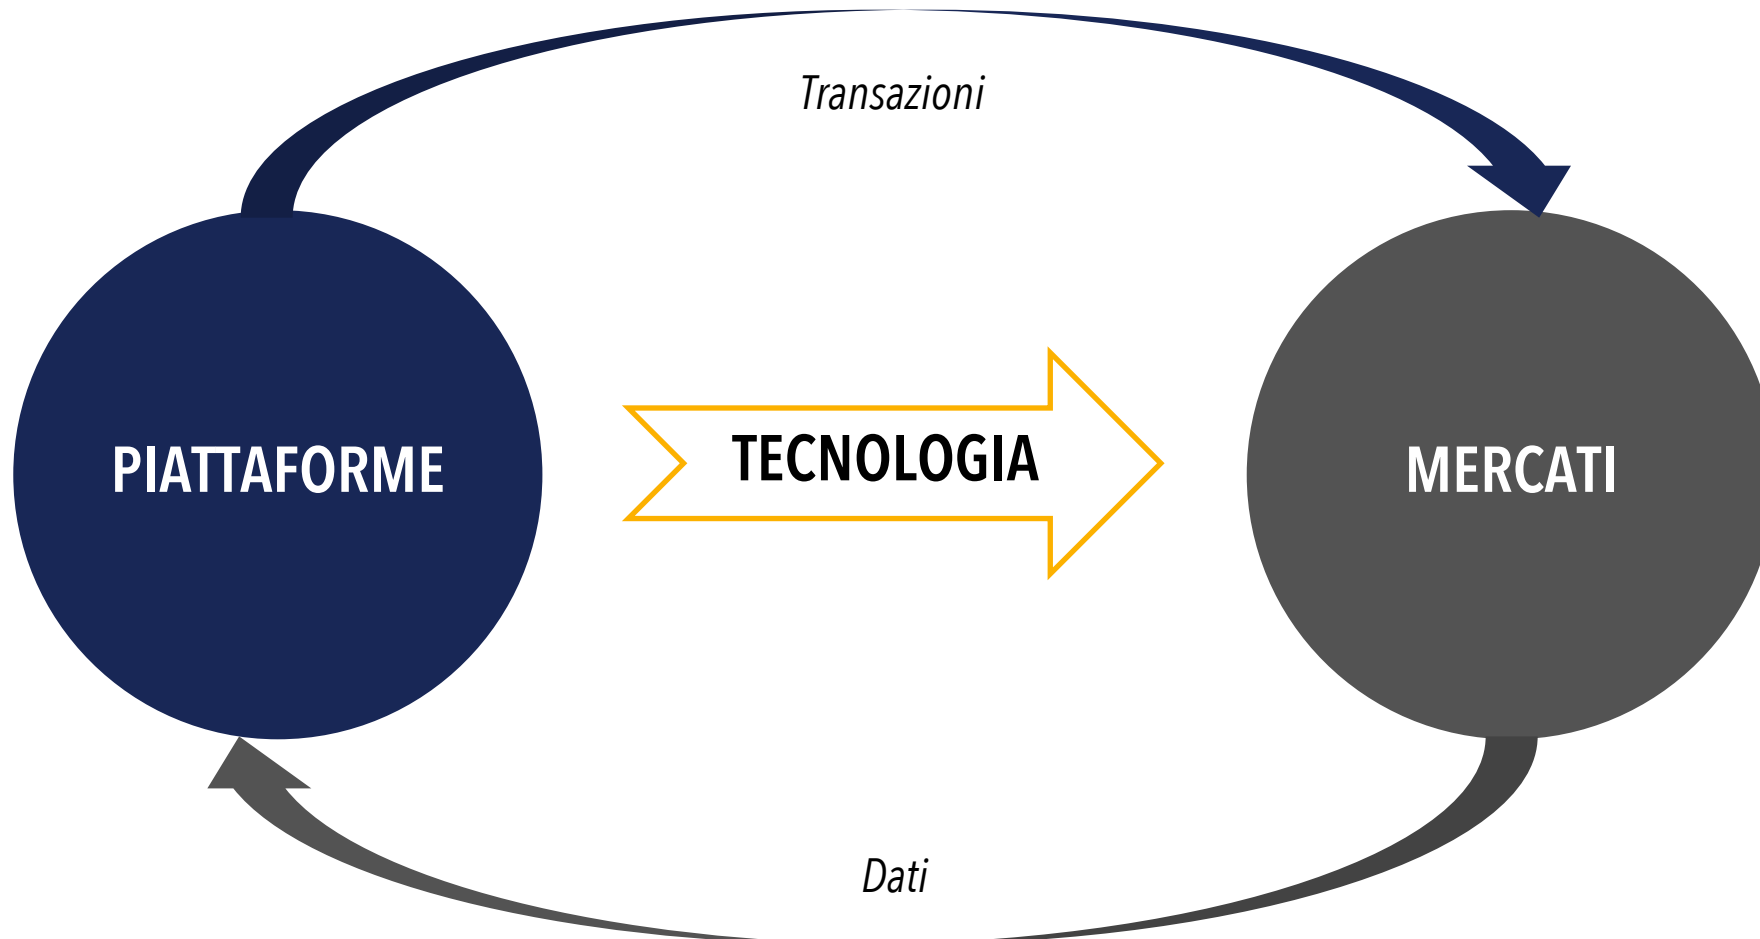 Transazioni
PIATTAFORME
TECNOLOGIA
MERCATI
Dati